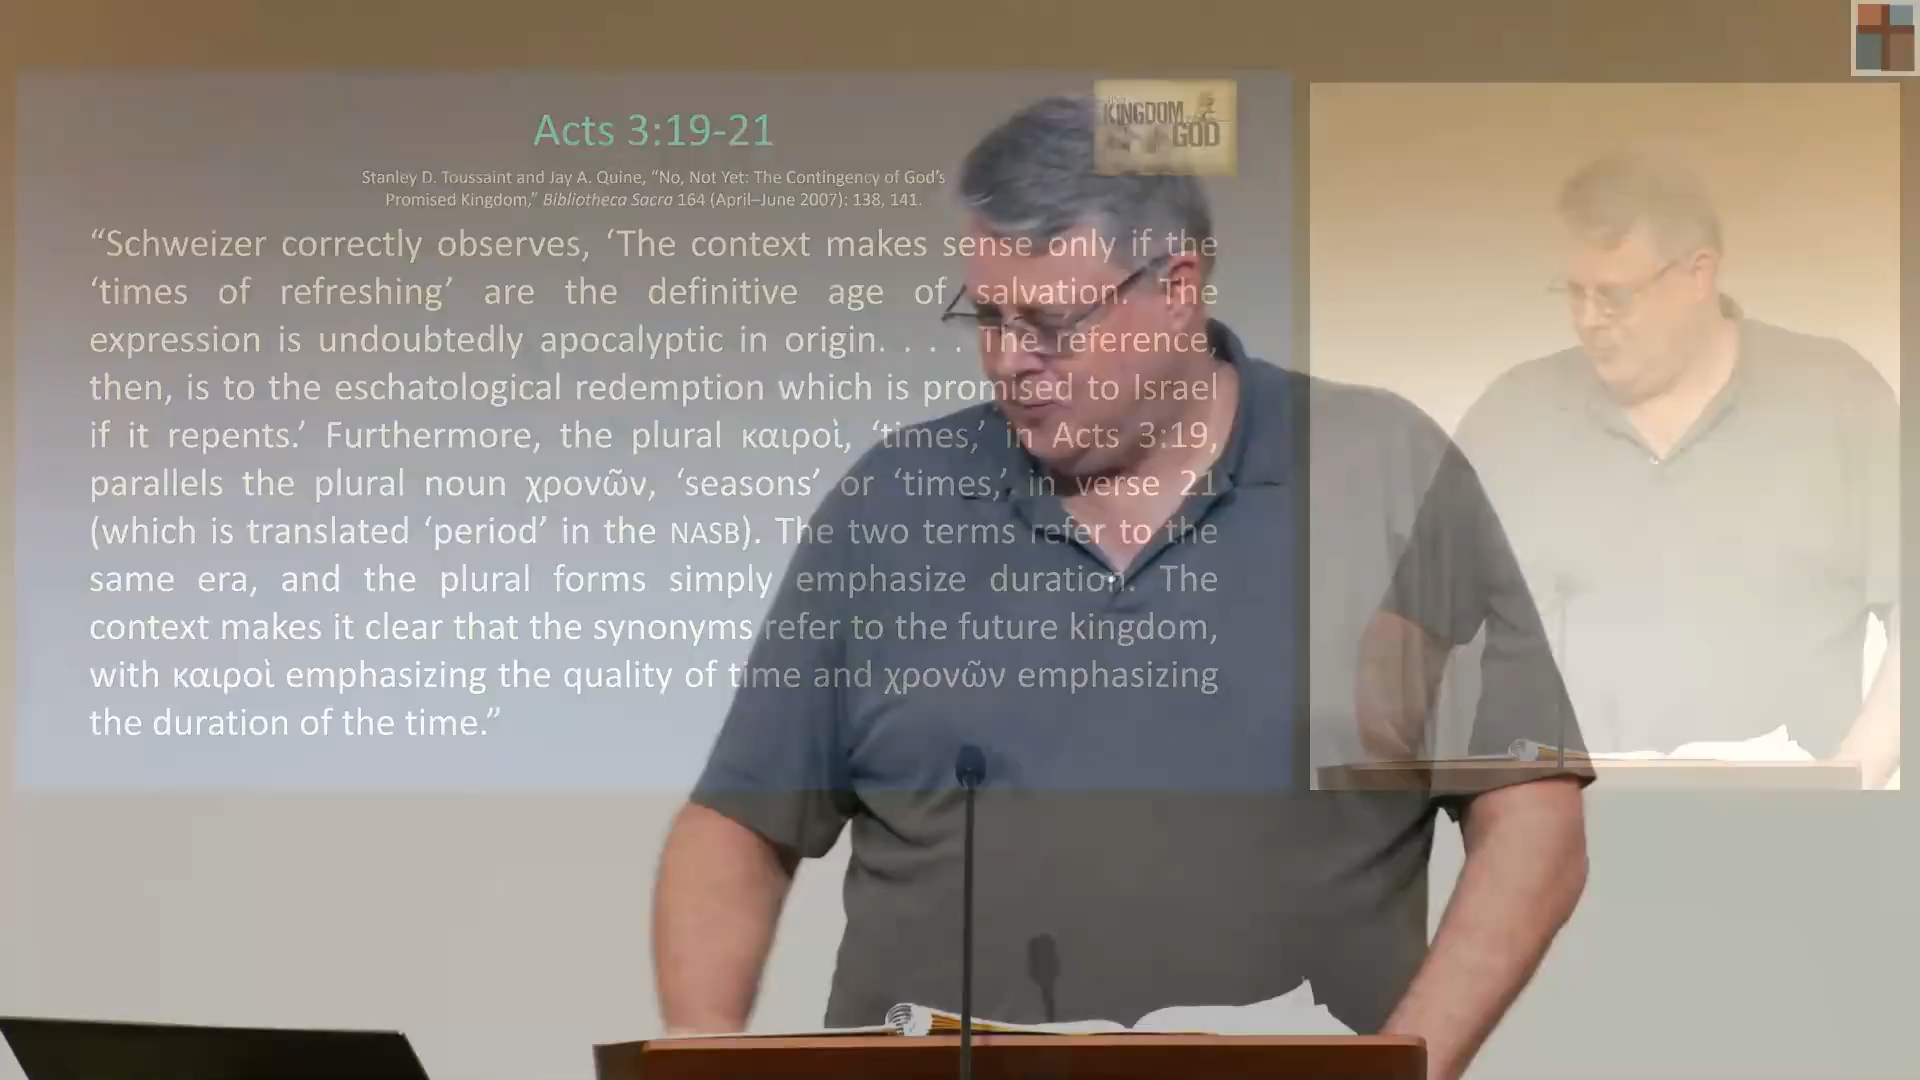 Acts 3:19-21
KINGDOM
GOD
Stanley D. Toussaint and Jay A. Quine, “No, Not Yet: The Contingency of God’s
Promised Kingdom,” Bibliotheca Sacra 164 (April–June 2007): 138, 141.
“Schweizer correctly observes, ‘The context makes sense only if the
‘times of refreshing’ are the definitive age of salvation. The
expression is undoubtedly apocalyptic in origin. . . . The reference,
then, is to the eschatological redemption which is promised to Israel
if it repents.’ Furthermore, the plural καιροὶ, ‘times,’ in Acts 3:19,
parallels the plural noun χρονῶν, ‘seasons’ or ‘times,’ in verse 21
(which is translated ‘period’ in the NASB). The two terms refer to the
same era, and the plural forms simply emphasize duration. The
context makes it clear that the synonyms refer to the future kingdom,
with καιροὶ emphasizing the quality of time and χρονῶν emphasizing
the duration of the time.”